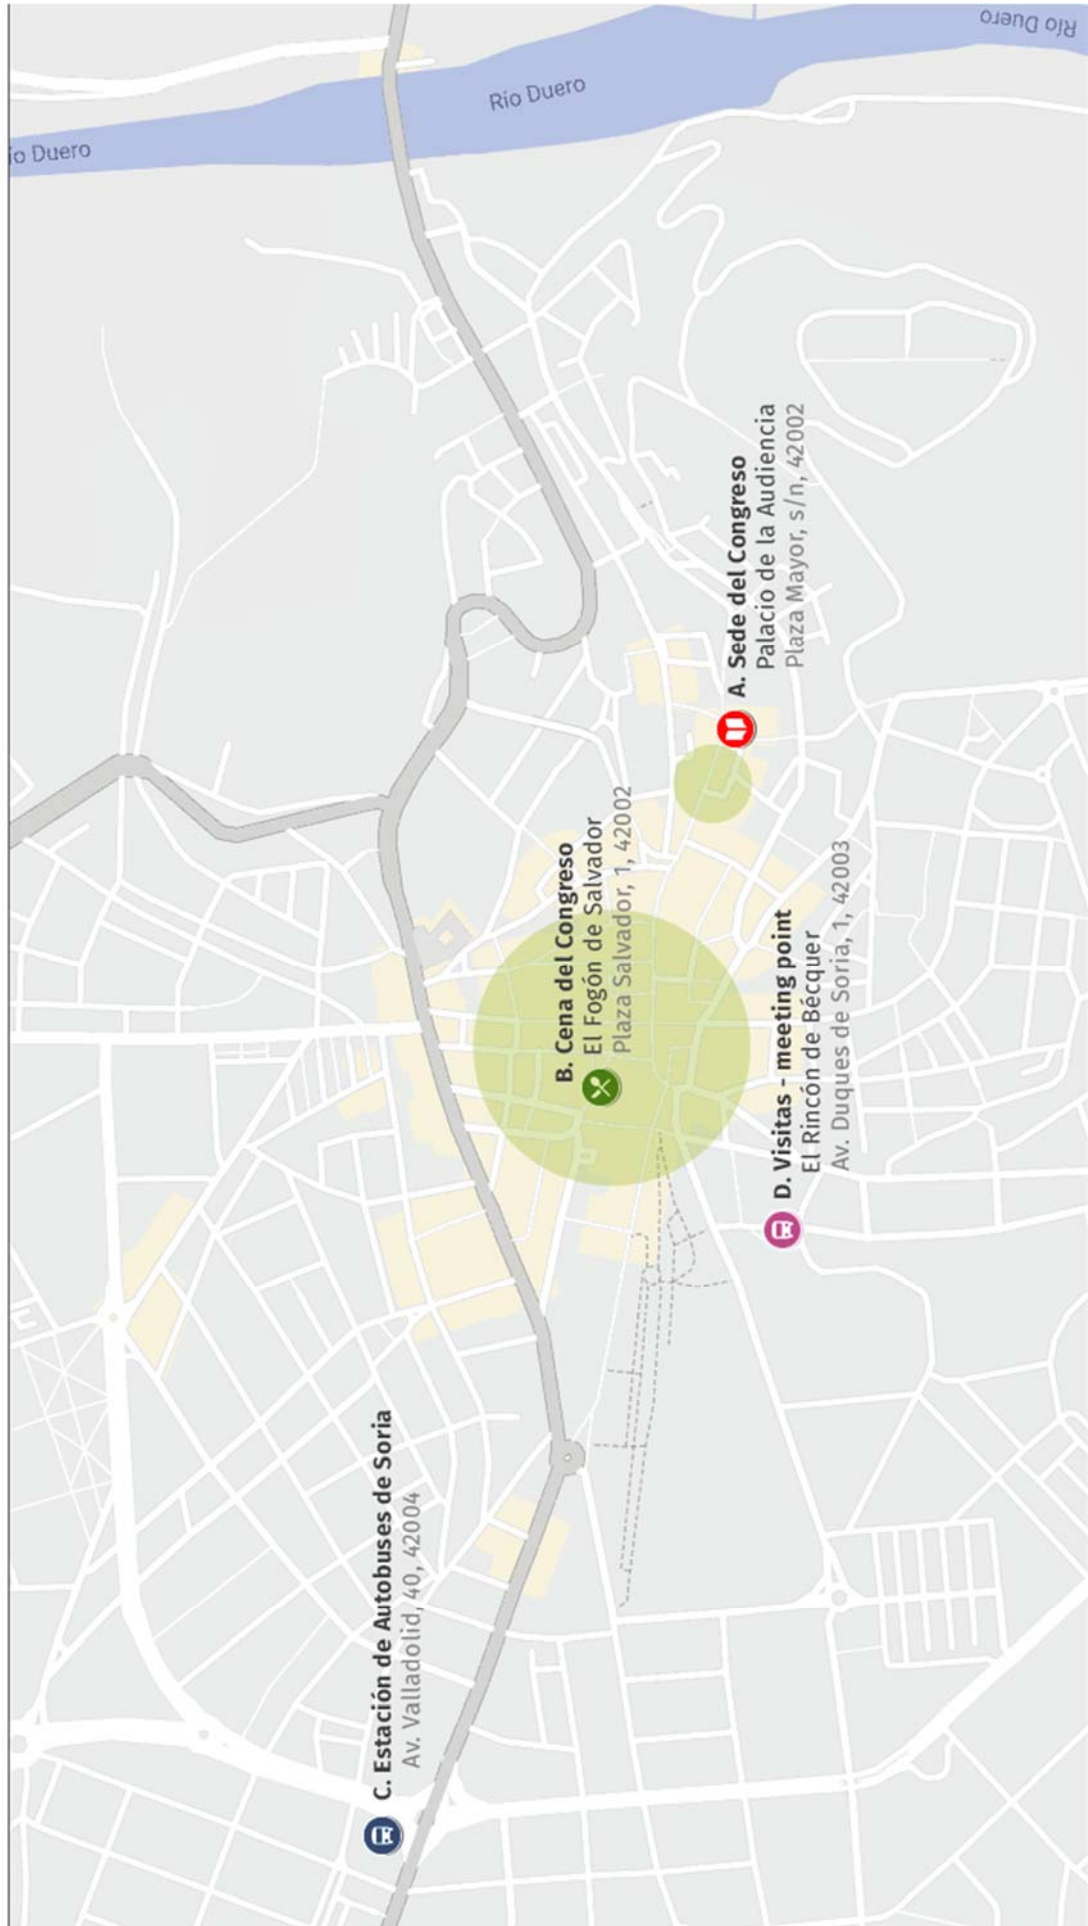 C. Estación de Autobuses de Soria
Av. Valladolid, 40, 42004
B. Cena del Congreso
El Fogón de Salvador
Plaza Salvador, 1, 42002
A. Sede del Congreso
Palacio de la Audiencia
Plaza Mayor, s/n, 42002
D. Visitas - meeting point
El Rincón de Bécquer
Av. Duques de Soria, 1, 42003
ío Duero
Río Duero
Río Duero